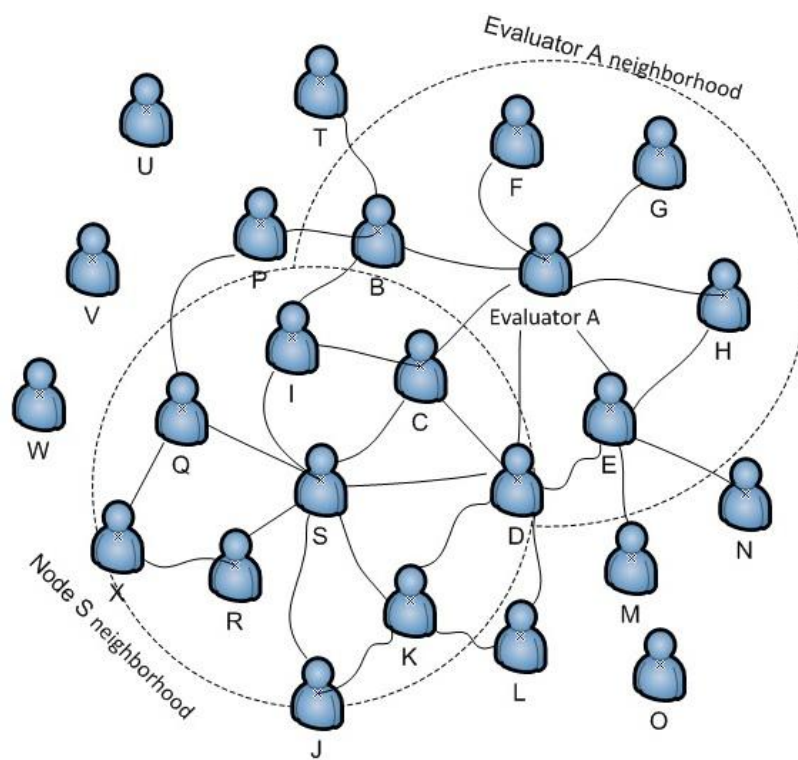 Evaluator A neighborhood
T
U
F
G
P
B
V
Evaluator A
H
I
C
W
Q
E
S
D
N
X
R
M
Node S neighborhood
K
L
O
J